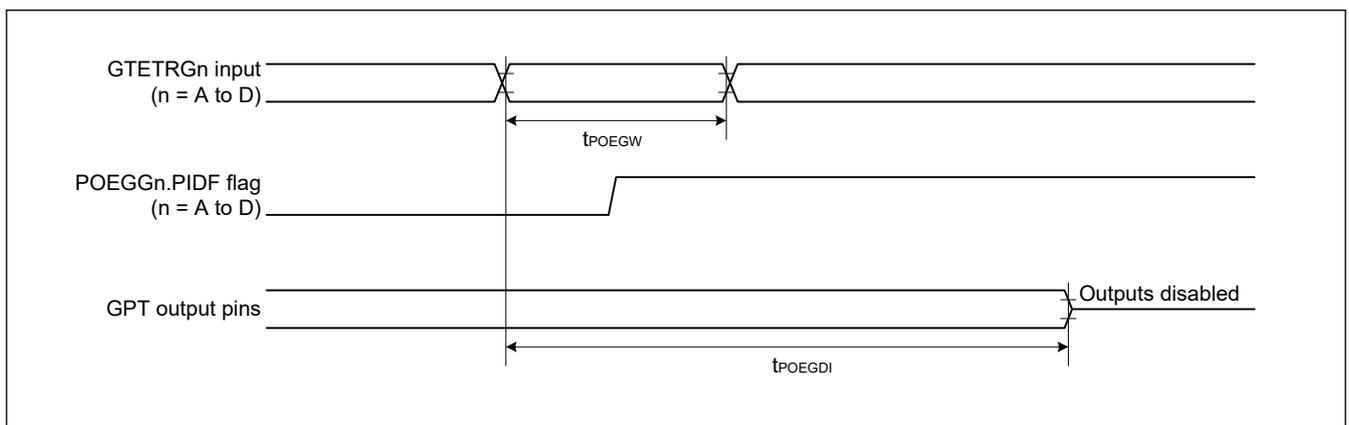 GTETRGn input
(n = A to D)
tPOEGW
POEGGn.PIDF flag
(n = A to D)
Outputs disabled
GPT output pins
tPOEGDI